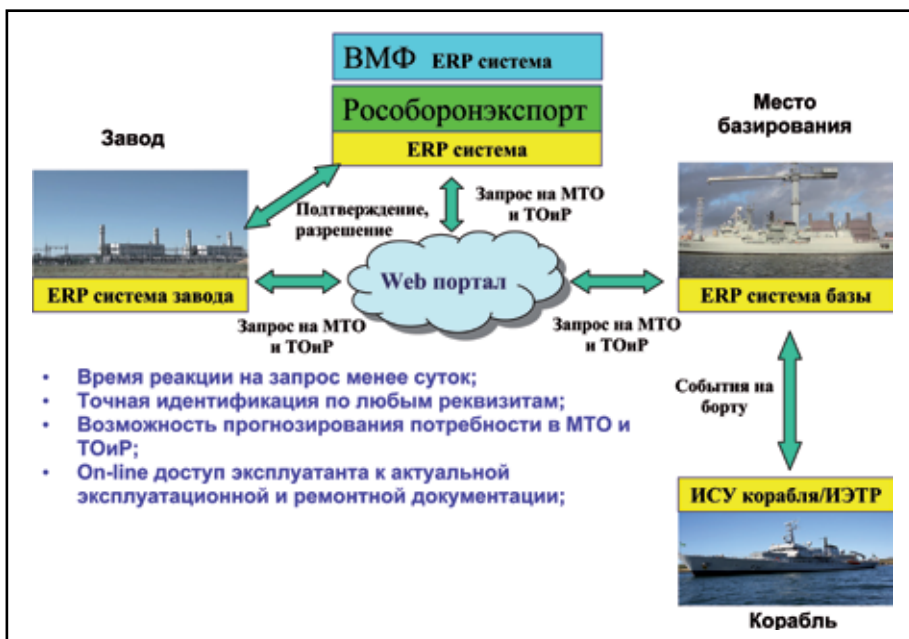 ВМФ ERP система
Рособоронэкспорт
ERP система
Завод
Место
базирования
Подтверждение,
разрешение
Запрос на МТО
и ТОиР
ERP система завода
Web портал
ERP система базы
Запрос на МТО
и ТОиР
Запрос на МТО
и ТОиР
События на
борту
• Время реакции на запрос менее суток;
• Точная идентификация по любым реквизитам;
• Возможность прогнозирования потребности в МТО и
ТОиР;
• On-line доступ эксплуатанта к актуальной
эксплуатационной и ремонтной документации;
ИСУ корабля/ИЭТР
Корабль